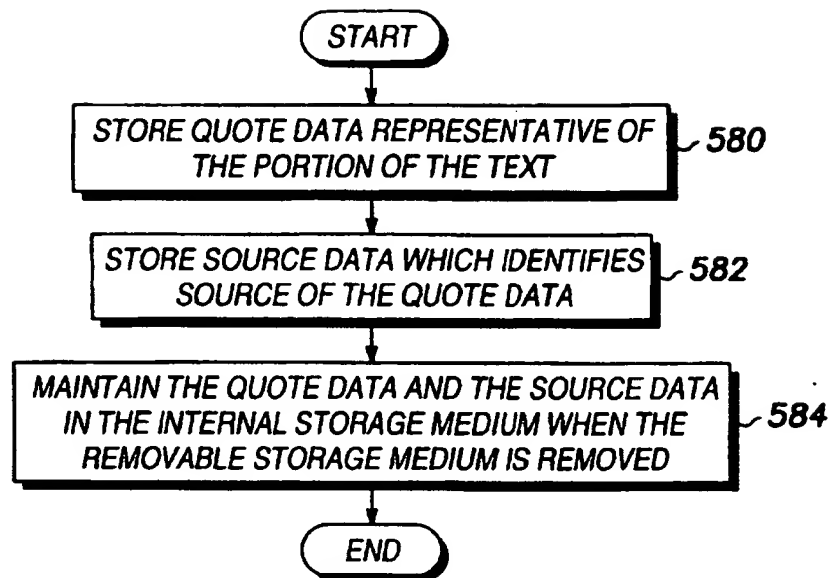 START
STORE QUOTE DATA REPRESENTATIVE OF
THE PORTION OF THE TEXT
580
STORE SOURCE DATA WHICH IDENTIFIES
SOURCE OF THE QUOTE DATA
582
MAINTAIN THE QUOTE DATA AND THE SOURCE DATA
IN THE INTERNAL STORAGE MEDIUM WHEN THE
REMOVABLE STORAGE MEDIUM IS REMOVED
584
END